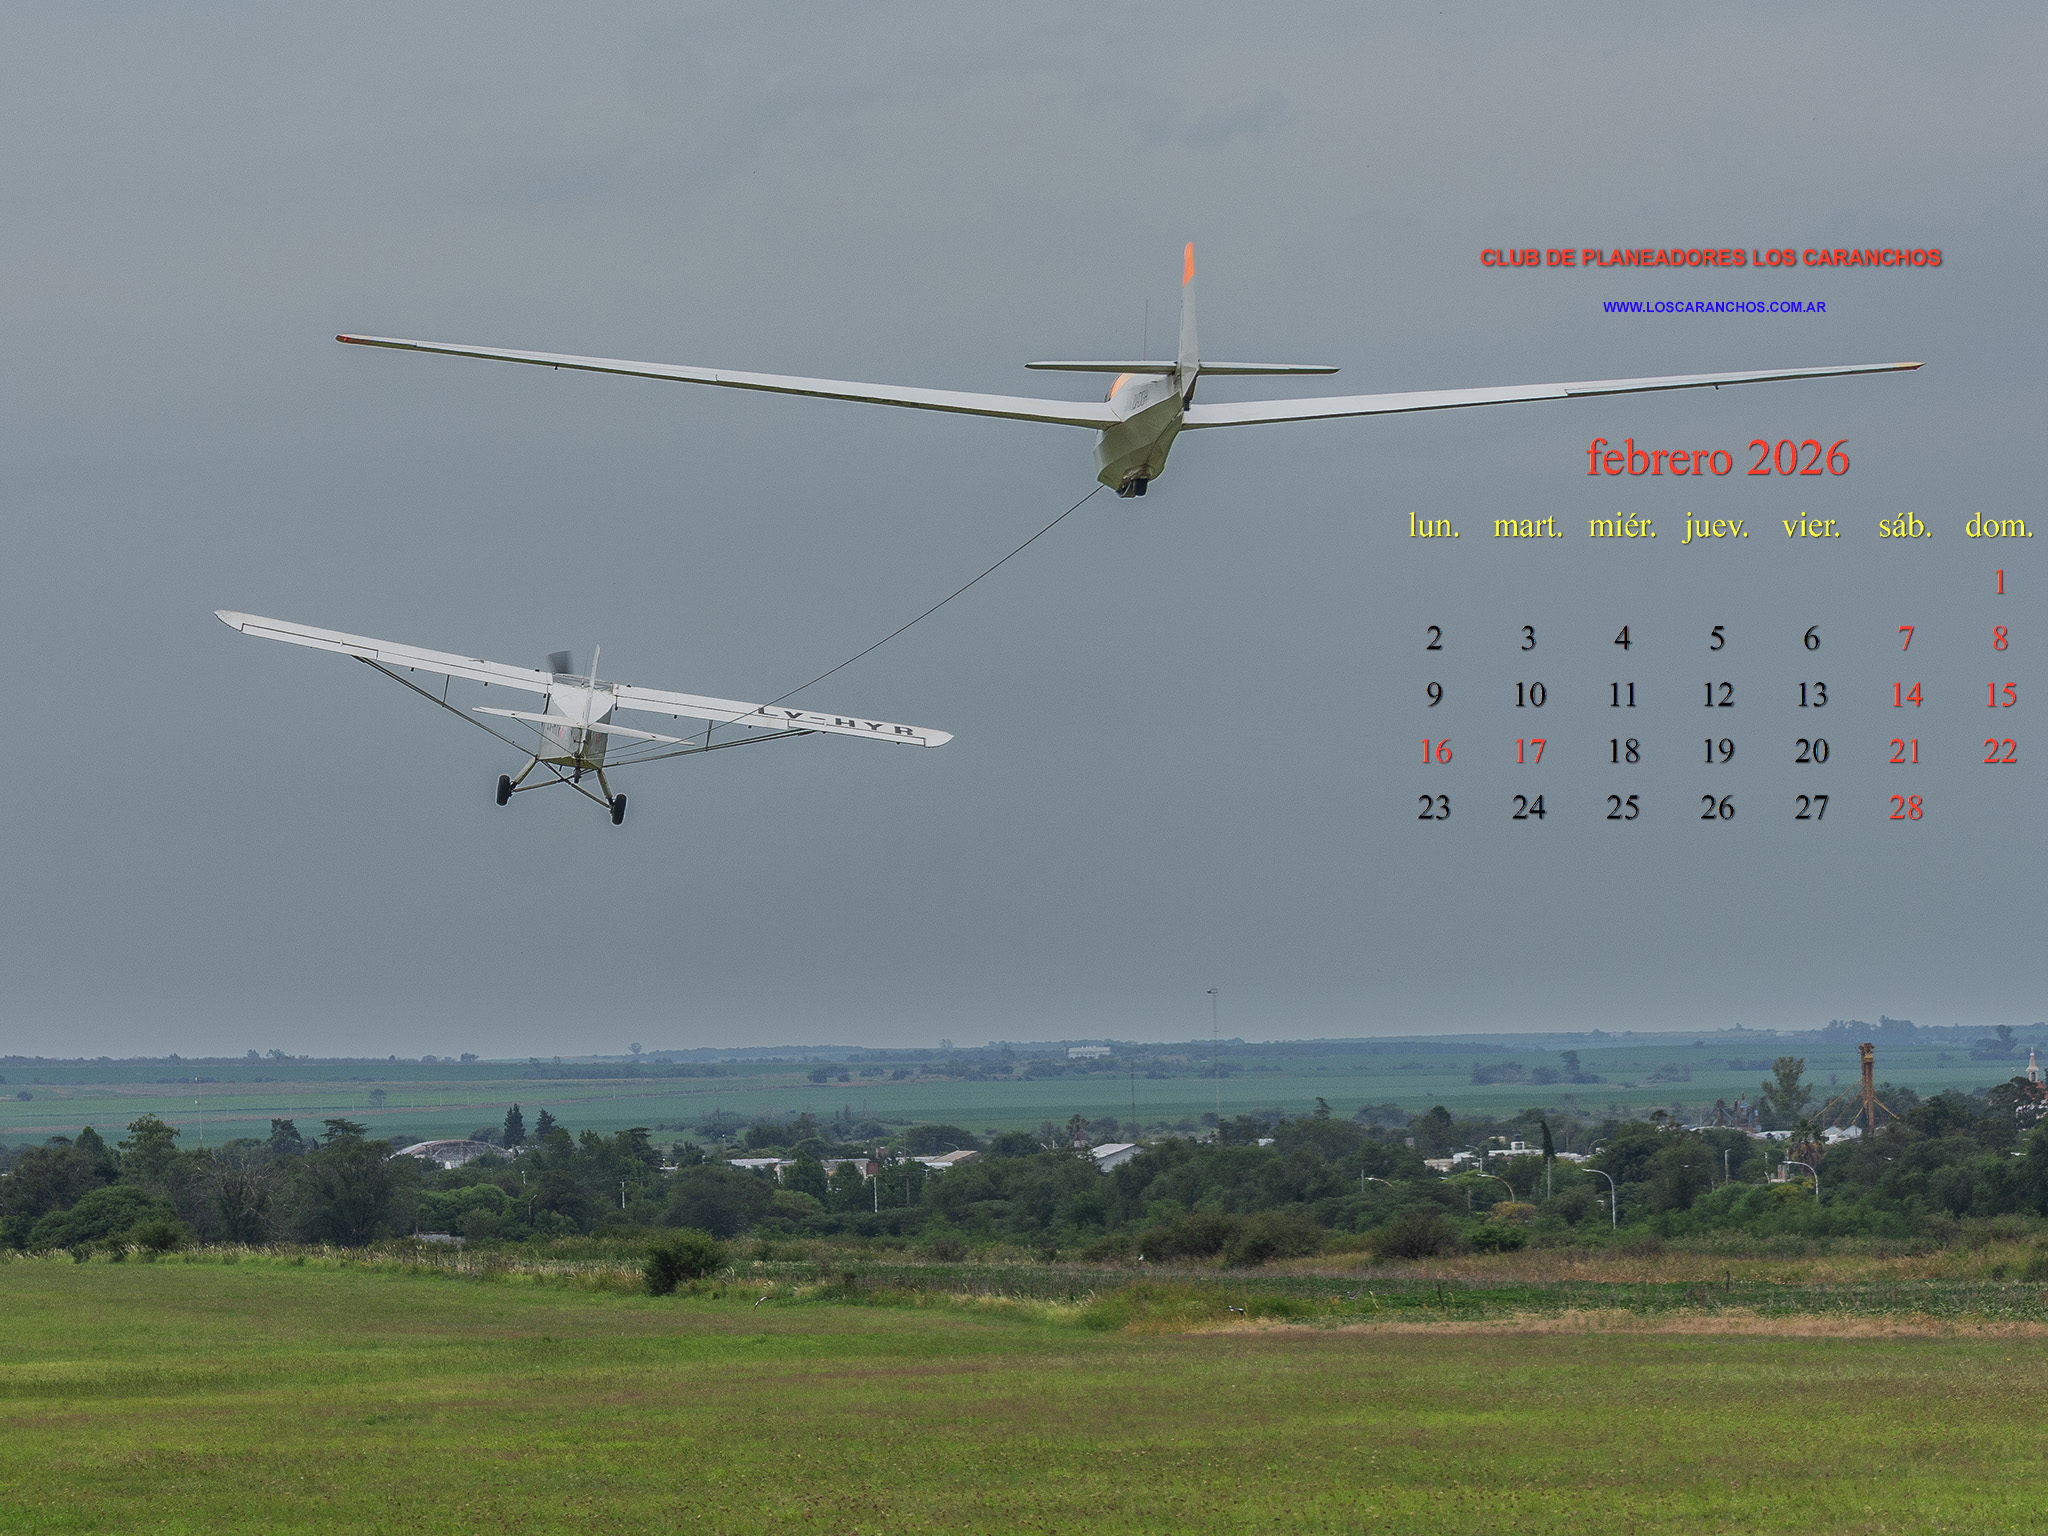 CLUB DE PLANEADORES LOS CARANCHOS
WWW.LOSCARANCHOS.COM.AR
febrero 2026
lun. mart. miér. juev. vier. sáb. dom.
1
2 3 4 5 6 7 8
9 10 11 12 13 14 15
16 17 18 19 20 21 22
23 24 25 26 27 28
LV-HYR